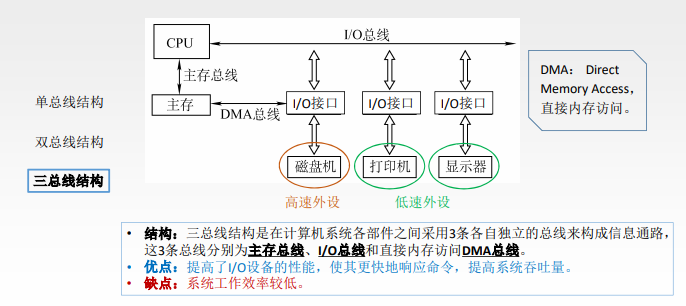 I/O总线
CPU
主存总线
主存
DMA总线
I/O接口
I/O接口
I/O接口
磁盘机
打印机
显示器
高速外设
低速外设
单总线结构
双总线结构
三总线结构
DMA： Direct
Memory Access，
直接内存访问。
• 结构：三总线结构是在计算机系统各部件之间采用3条各自独立的总线来构成信息通路，
这3条总线分别为主存总线、I/O总线和直接内存访问DMA总线。
• 优点：提高了I/O设备的性能，使其更快地响应命令，提高系统吞吐量。
• 缺点：系统工作效率较低。